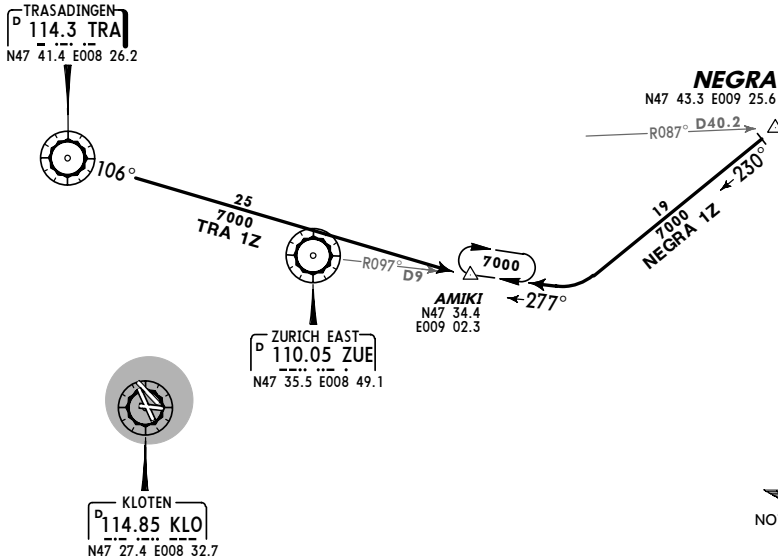 TRASADINGEN
D 114.3 TRA
N47 41.4 E008 26.2
NEGRA
N47 43.3 E009 25.6
R087° D40.2
106°
230°
25
7000
TRA 1Z
19
7000
NEGRA 1Z
R097°
D9
7000
AMIKI
N47 34.4
E009 02.3
277°
ZURICH EAST
D 110.05 ZUE
N47 35.5 E008 49.1
KLOTEN
D 114.85 KLO
N47 27.4 E008 32.7
NO